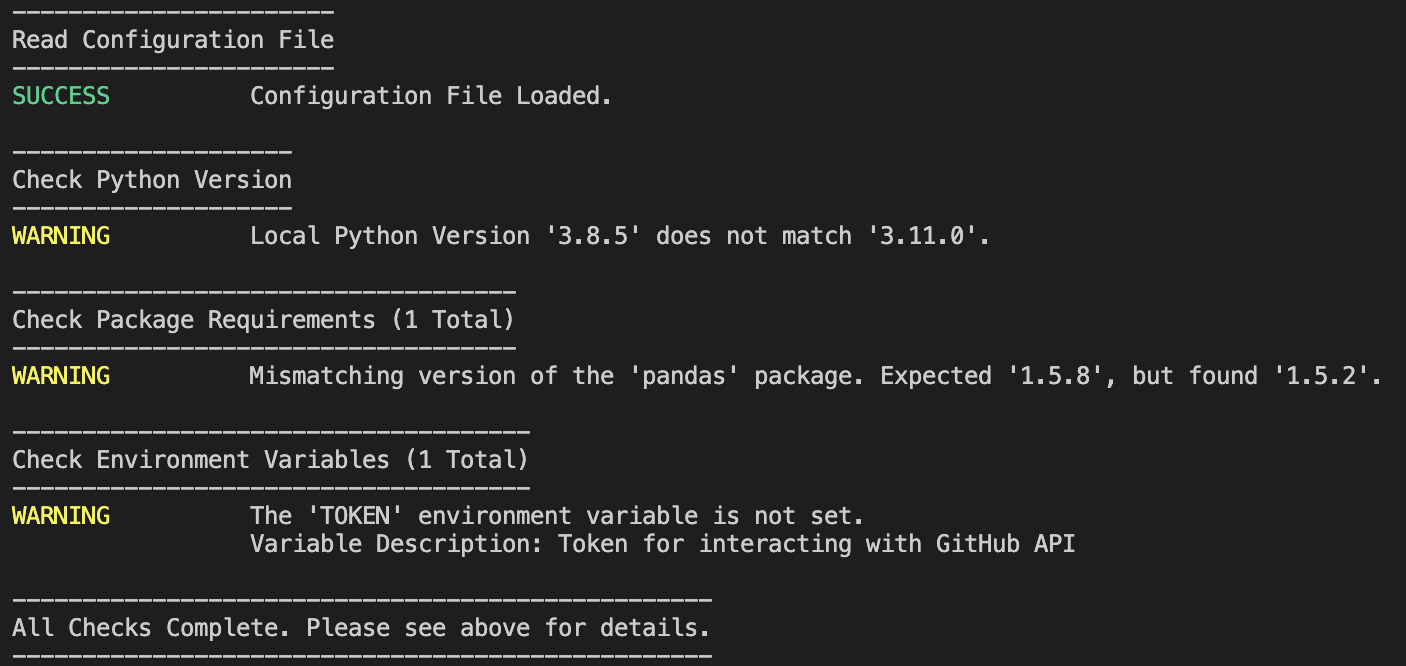 -----------------------
Read Configuration File
-----------------------
SUCCESS          Configuration File Loaded.

--------------------
Check Python Version
--------------------
WARNING          Local Python Version '3.8.5' does not match '3.11.0'.

------------------------------------
Check Package Requirements (1 Total)
------------------------------------
WARNING          Mismatching version of the 'pandas' package. Expected '1.5.8', but found '1.5.2'.

-------------------------------------
Check Environment Variables (1 Total)
-------------------------------------
WARNING          The 'TOKEN' environment variable is not set.
                 Variable Description: Token for interacting with GitHub API

--------------------------------------------------
All Checks Complete. Please see above for details.
--------------------------------------------------